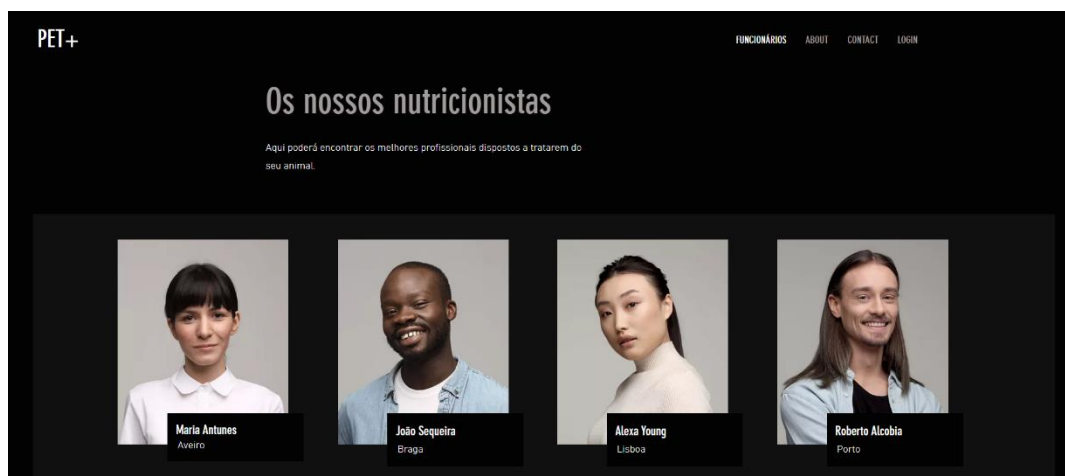 PET+
FUNCIONÁRIOS ABOUT CONTACT LOGIN
Os nossos nutricionistas
Aqui poderá encontrar os melhores profissionais dispostos a tratarem do
seu animal.
Maria Antunes
Aveiro
João Sequeira
Braga
Alexa Young
Lisboa
Roberto Alcobia
Porto